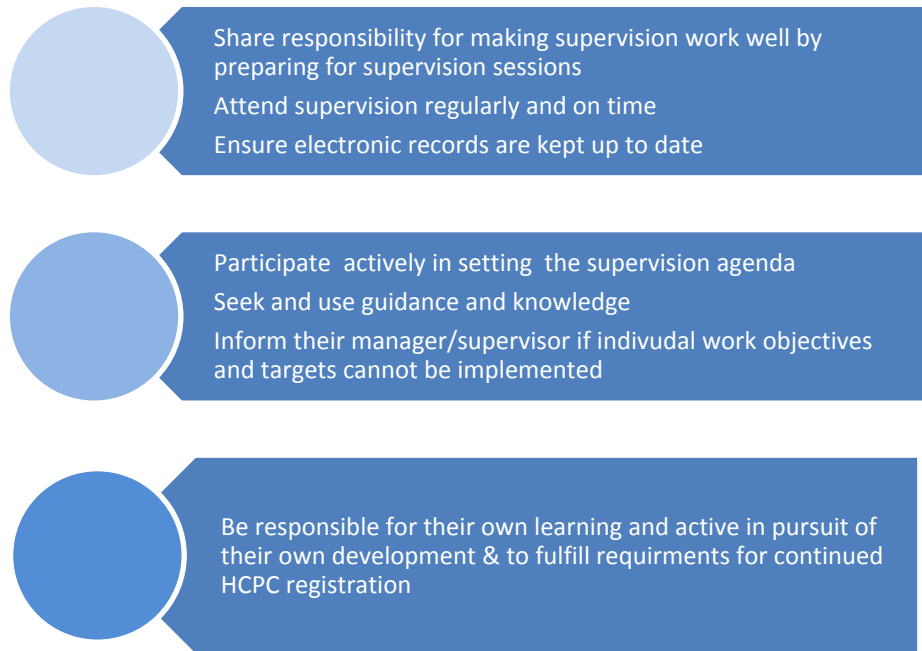 Share responsibility for making supervision work well by
preparing for supervision sessions
Attend supervision regularly and on time
Ensure electronic records are kept up to date
Participate  actively in setting  the supervision agenda
Seek and use guidance and knowledge
Inform their manager/supervisor if indivudal work objectives
and targets cannot be implemented
Be responsible for their own learning and active in pursuit of
their own development & to fulfill requirments for continued
HCPC registration